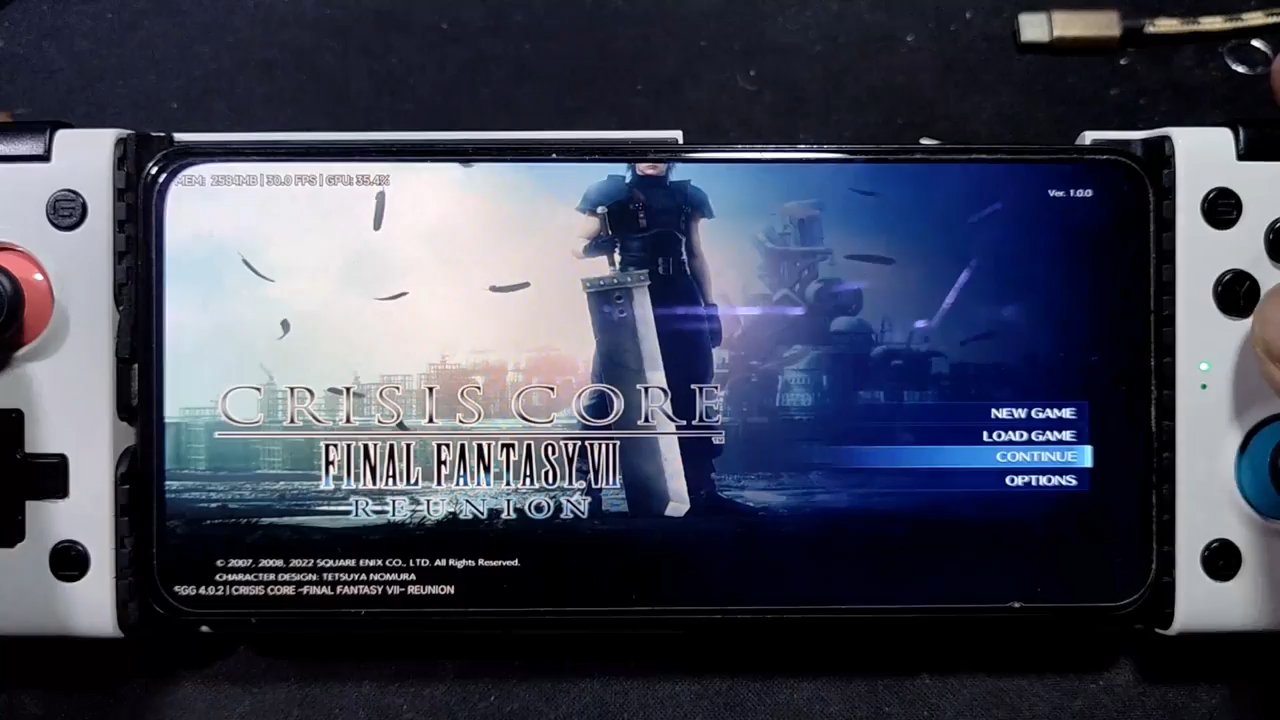 MEM: 2584MB | 30.0 FPS | GPU: 35.4%
Ver. 1.0.0
CRISIS CORE
FINAL FANTASY VII
REUNION
NEW GAME
LOAD GAME
CONTINUE
OPTIONS
© 2007, 2008, 2022 SQUARE ENIX CO., LTD. All Rights Reserved.
CHARACTER DESIGN: TETSUYA NOMURA
EGG 4.0.2 | CRISIS CORE -FINAL FANTASY VII- REUNION
Y